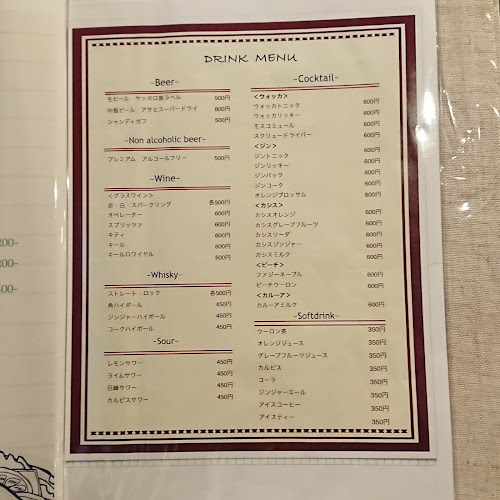 DRINK MENU
-Beer-
生ビール サッポロ黒ラベル 500円
中瓶ビール アサヒスーパードライ 800円
シャンディガフ 500円
-Non alcoholic beer-
プレミアム アルコールフリー 500円
-Wine-
<グラスワイン>
赤・白・スパークリング 各500円
オペレーター 600円
スプリッツァ 600円
キティ 600円
キール 600円
キールロワイヤル 600円
-Whisky-
ストレート・ロック 各500円
角ハイボール 450円
ジンジャーハイボール 450円
コークハイボール 450円
-Sour-
レモンサワー 450円
ライムサワー 450円
巨峰サワー 450円
カルピスサワー 450円
-Cocktail-
<ウォッカ>
ウォッカトニック 600円
ウォッカリッキー 600円
モスコミュール 600円
スクリュードライバー 600円
<ジン>
ジントニック 600円
ジンリッキー 600円
ジンバック 600円
ジンコーク 600円
オレンジブロッサム 600円
<カシス>
カシスオレンジ 600円
カシスグレープフルーツ 600円
カシスソーダ 600円
カシスジンジャー 600円
カシスミルク 600円
<ピーチ>
ファジーネーブル 600円
ピーチウーロン 600円
<カルーア>
カルーアミルク 600円
-Softdrink-
ウーロン茶 350円
オレンジジュース 350円
グレープフルーツジュース 350円
カルピス 350円
コーラ 350円
ジンジャーエール 350円
アイスコーヒー 350円
アイスティー 350円